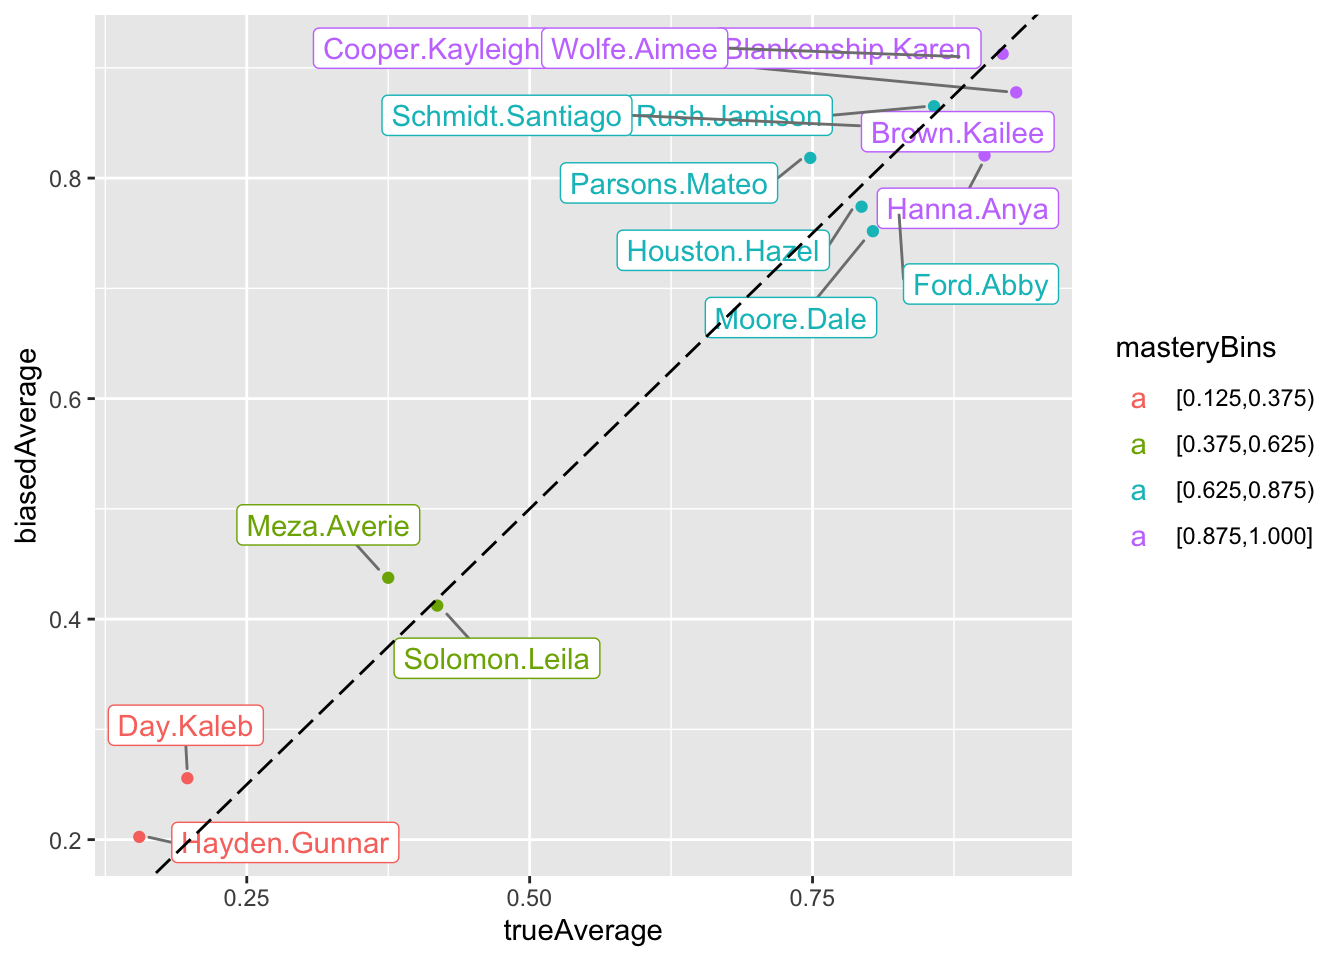 Cooper.Kayleigh
Wolfe.Aimee
Blankenship.Karen
Schmidt.Santiago
Rush.Jamison
Brown.Kailee
Parsons.Mateo
Hanna.Anya
Houston.Hazel
Ford.Abby
Moore.Dale
Meza.Averie
Solomon.Leila
Day.Kaleb
Hayden.Gunnar
0.8
0.6
0.4
0.2
biasedAverage
0.25
0.50
0.75
trueAverage
masteryBins
a [0.125,0.375)
a [0.375,0.625)
a [0.625,0.875)
a [0.875,1.000]